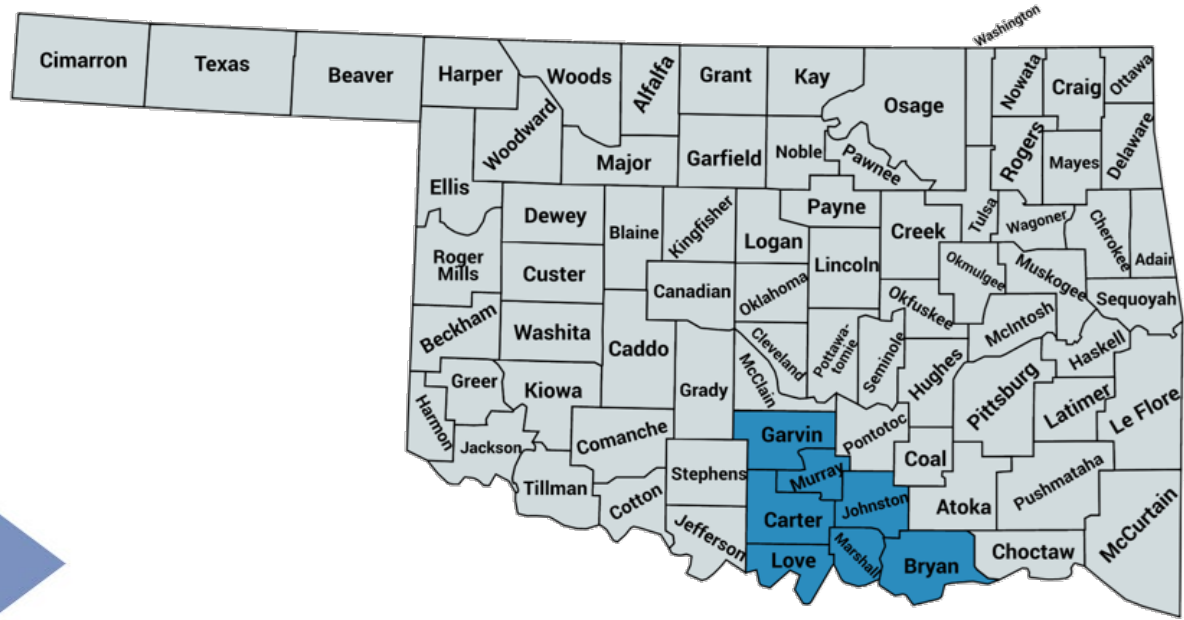 Washington
Cimarron
Texas
Beaver
Harper
Woods
Alfalfa
Grant
Kay
Osage
Nowata
Craig
Ottawa
Woodward
Major
Garfield
Noble
Pawnee
Rogers
Mayes
Delaware
Ellis
Dewey
Blaine
Kingfisher
Logan
Payne
Creek
Tulsa
Wagoner
Cherokee
Adair
Roger
Mills
Custer
Canadian
Oklahoma
Lincoln
Okmulgee
Muskogee
Sequoyah
Beckham
Washita
Caddo
Grady
Cleveland
McClain
Pottawa-
tomie
Seminole
Okfuskee
Hughes
McIntosh
Haskell
Greer
Kiowa
Harmon
Jackson
Comanche
Garvin
Pontotoc
Pittsburg
Latimer
Le Flore
Tillman
Cotton
Stephens
Murray
Coal
Jefferson
Carter
Johnston
Atoka
Pushmataha
McCurtain
Love
Marshall
Bryan
Choctaw